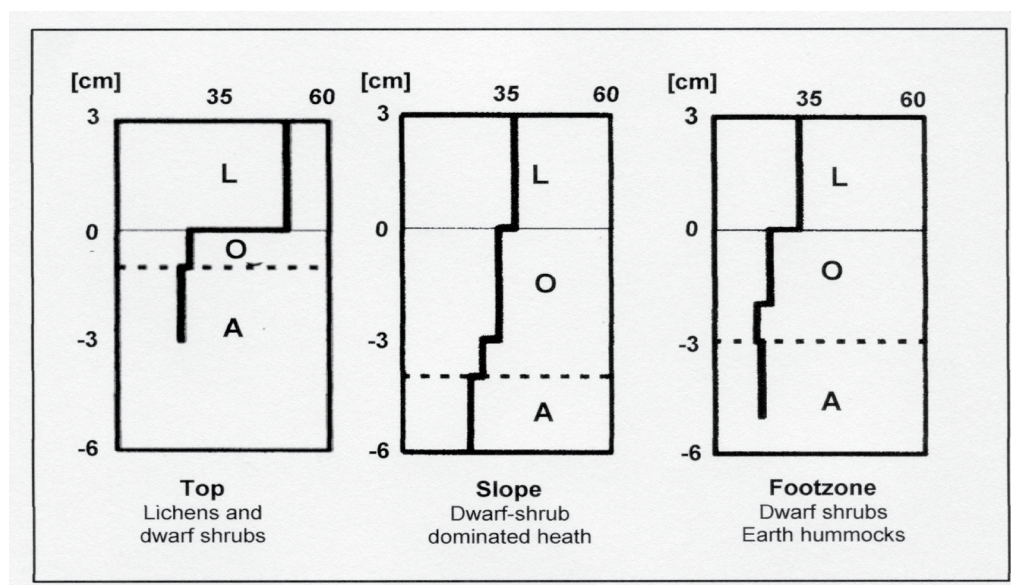 [cm]
35 60
3
L
0
O
-3
A
-6
Top
Lichens and
dwarf shrubs
[cm]
35 60
3
L
0
O
-3
A
-6
Slope
Dwarf-shrub
dominated heath
[cm]
35 60
3
L
0
O
-3
A
-6
Footzone
Dwarf shrubs
Earth hummocks